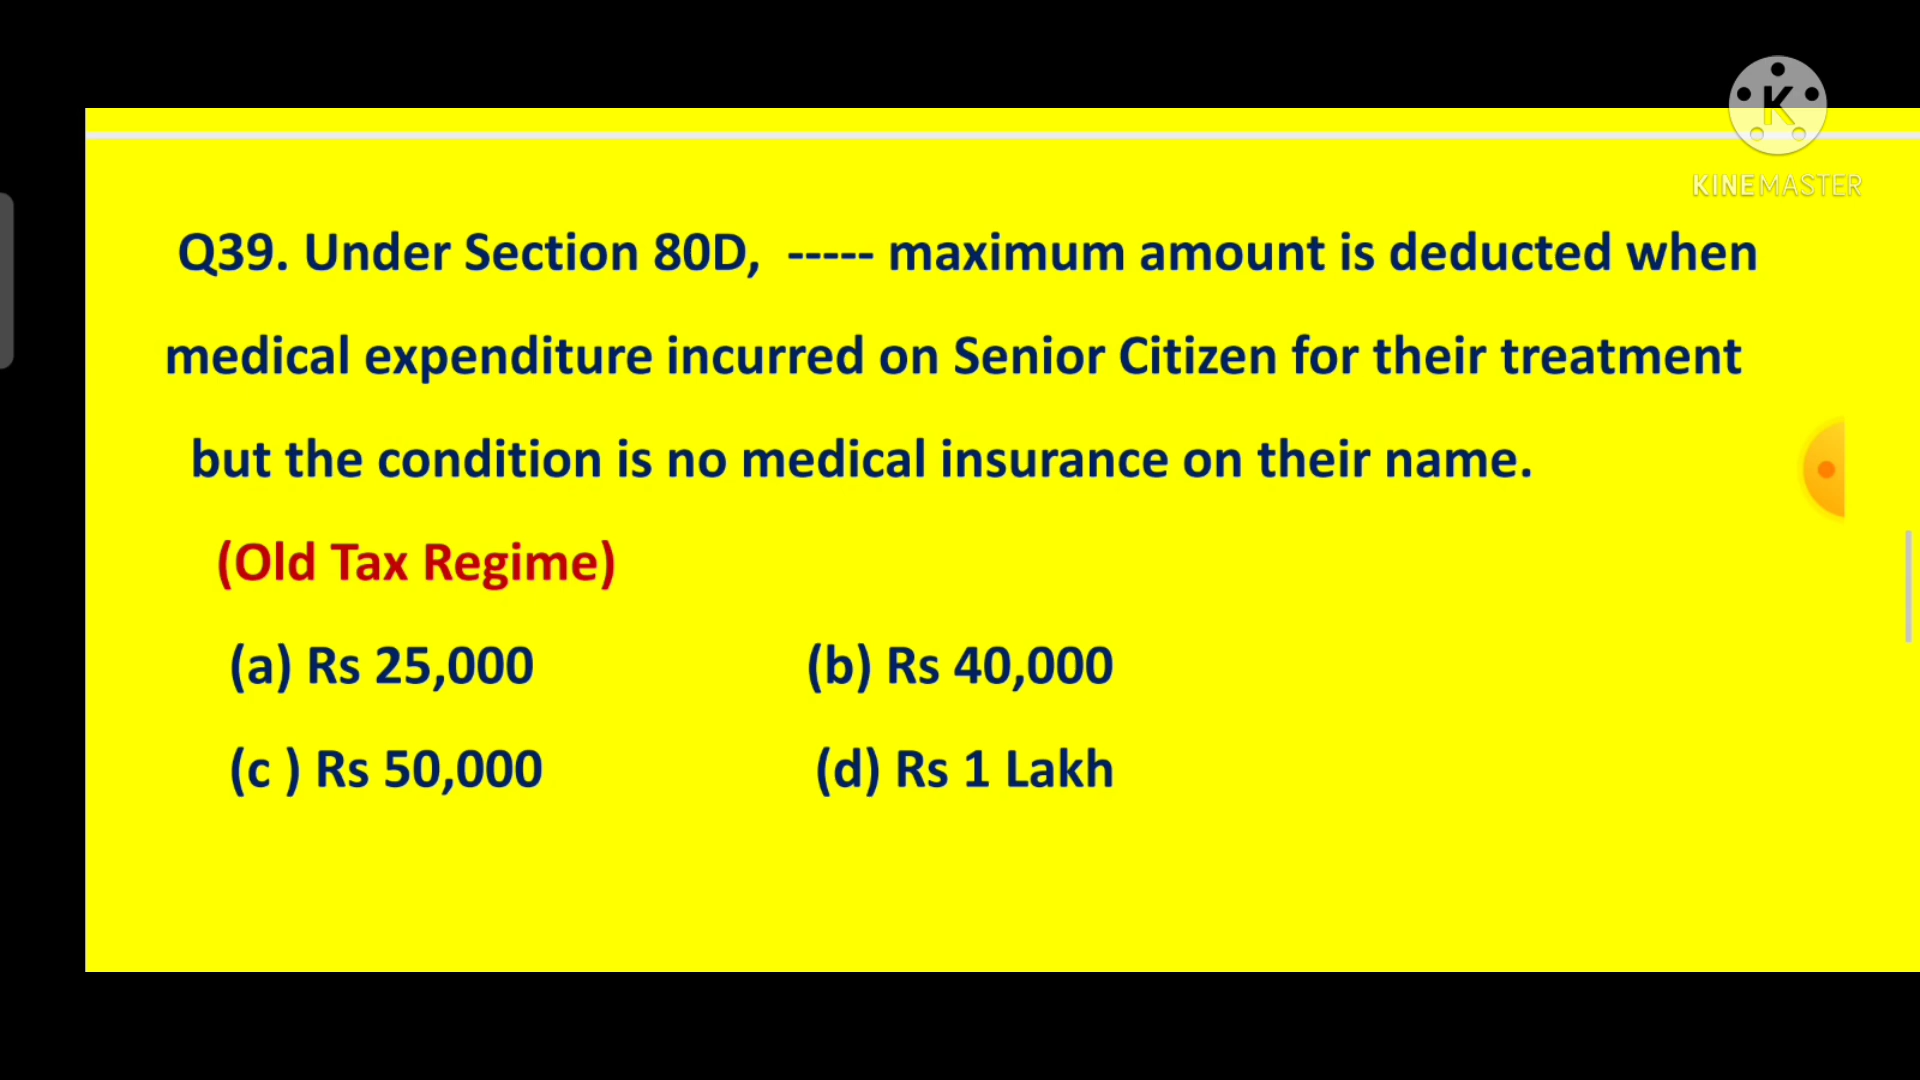 K
KINEMASTER
Q39. Under Section 80D, ----- maximum amount is deducted when
medical expenditure incurred on Senior Citizen for their treatment
but the condition is no medical insurance on their name.
(Old Tax Regime)
(a) Rs 25,000 (b) Rs 40,000
(c ) Rs 50,000 (d) Rs 1 Lakh